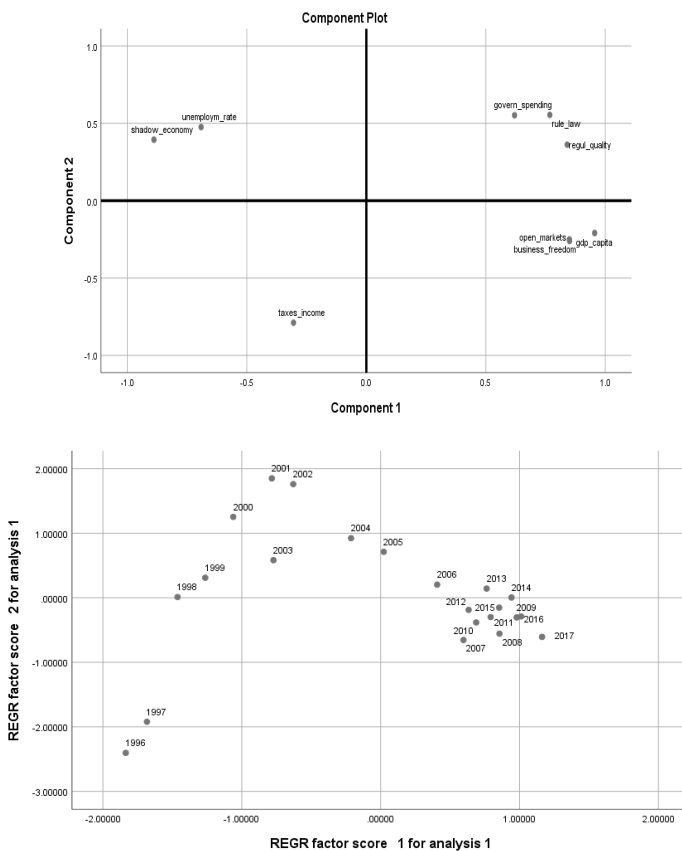 Component Plot
1.0
0.5
0.0
-0.5
-1.0
Component 2
unemploym_rate
shadow_economy
govern_spending
rule_law
regul_quality
open_markets
gdp_capita
business_freedom
taxes_income
-1.0 -0.5 0.0 0.5 1.0
Component 1
2.00000
1.00000
.00000
-1.00000
-2.00000
-3.00000
REGR factor score 2 for analysis 1
2001
2002
2000
2004
2005
2003
1999
1998
2006
2013
2014
2012
2015
2009
2011
2016
2010
2007
2008
2017
1997
1996
-2.00000 -1.00000 .00000 1.00000 2.00000
REGR factor score 1 for analysis 1